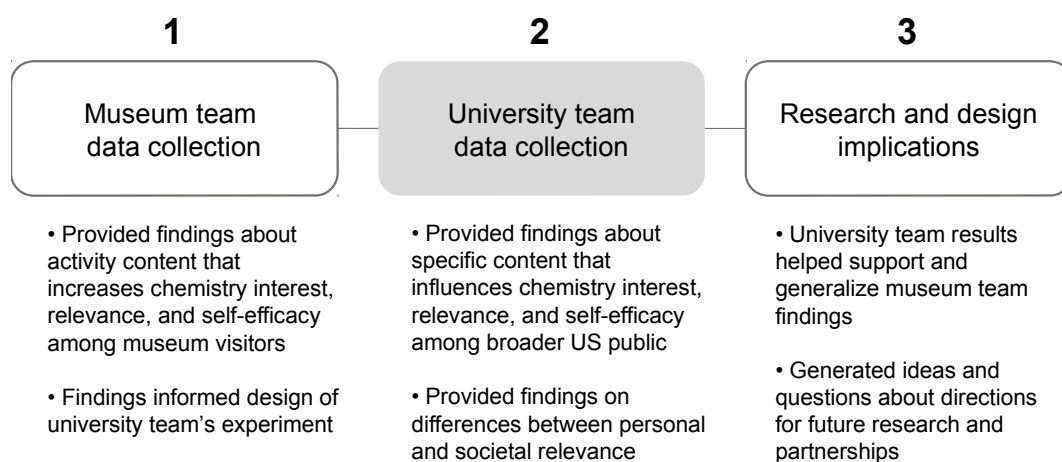 1
Museum team
data collection
• Provided findings about
activity content that
increases chemistry interest,
relevance, and self-efficacy
among museum visitors
• Findings informed design of
university team’s experiment
2
University team
data collection
• Provided findings about
specific content that
influences chemistry interest,
relevance, and self-efficacy
among broader US public
• Provided findings on
differences between personal
and societal relevance
3
Research and design
implications
• University team results
helped support and
generalize museum team
findings
• Generated ideas and
questions about directions
for future research and
partnerships